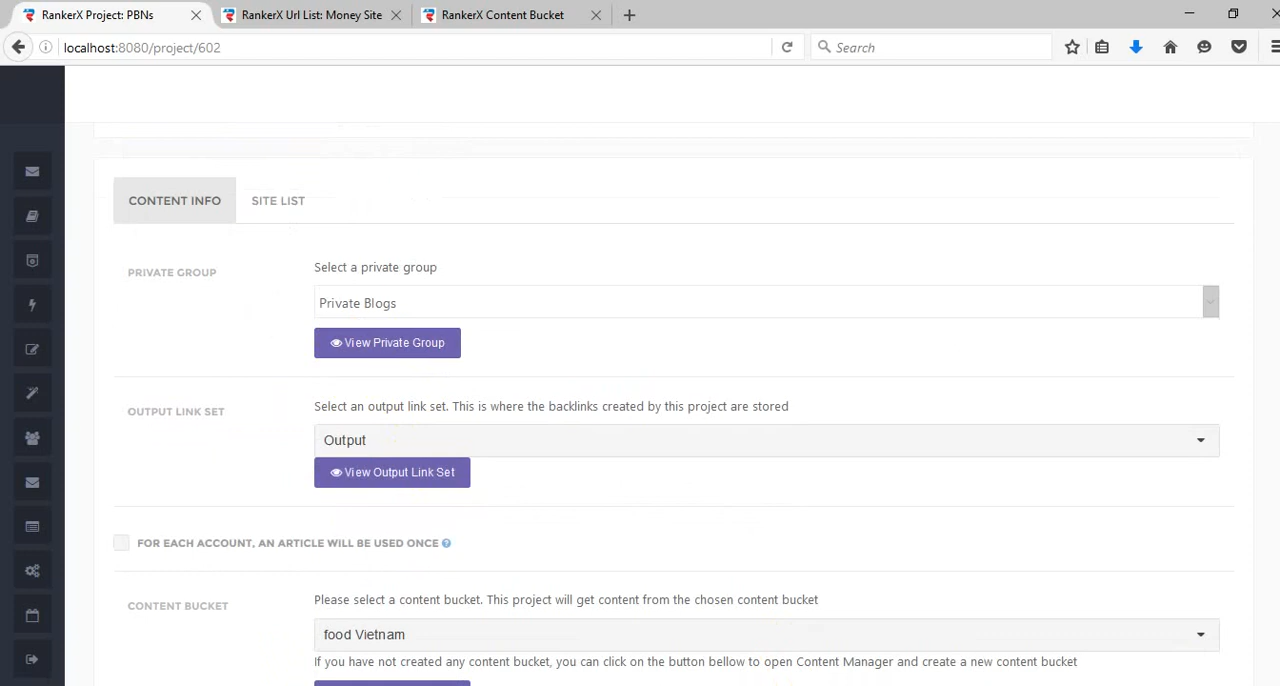 RankerX Project: PBNs
RankerX Url List: Money Site
RankerX Content Bucket
localhost:8080/project/602
Search
CONTENT INFO
SITE LIST
PRIVATE GROUP
Select a private group
Private Blogs
View Private Group
OUTPUT LINK SET
Select an output link set. This is where the backlinks created by this project are stored
Output
View Output Link Set
FOR EACH ACCOUNT, AN ARTICLE WILL BE USED ONCE
CONTENT BUCKET
Please select a content bucket. This project will get content from the chosen content bucket
food Vietnam
If you have not created any content bucket, you can click on the button bellow to open Content Manager and create a new content bucket